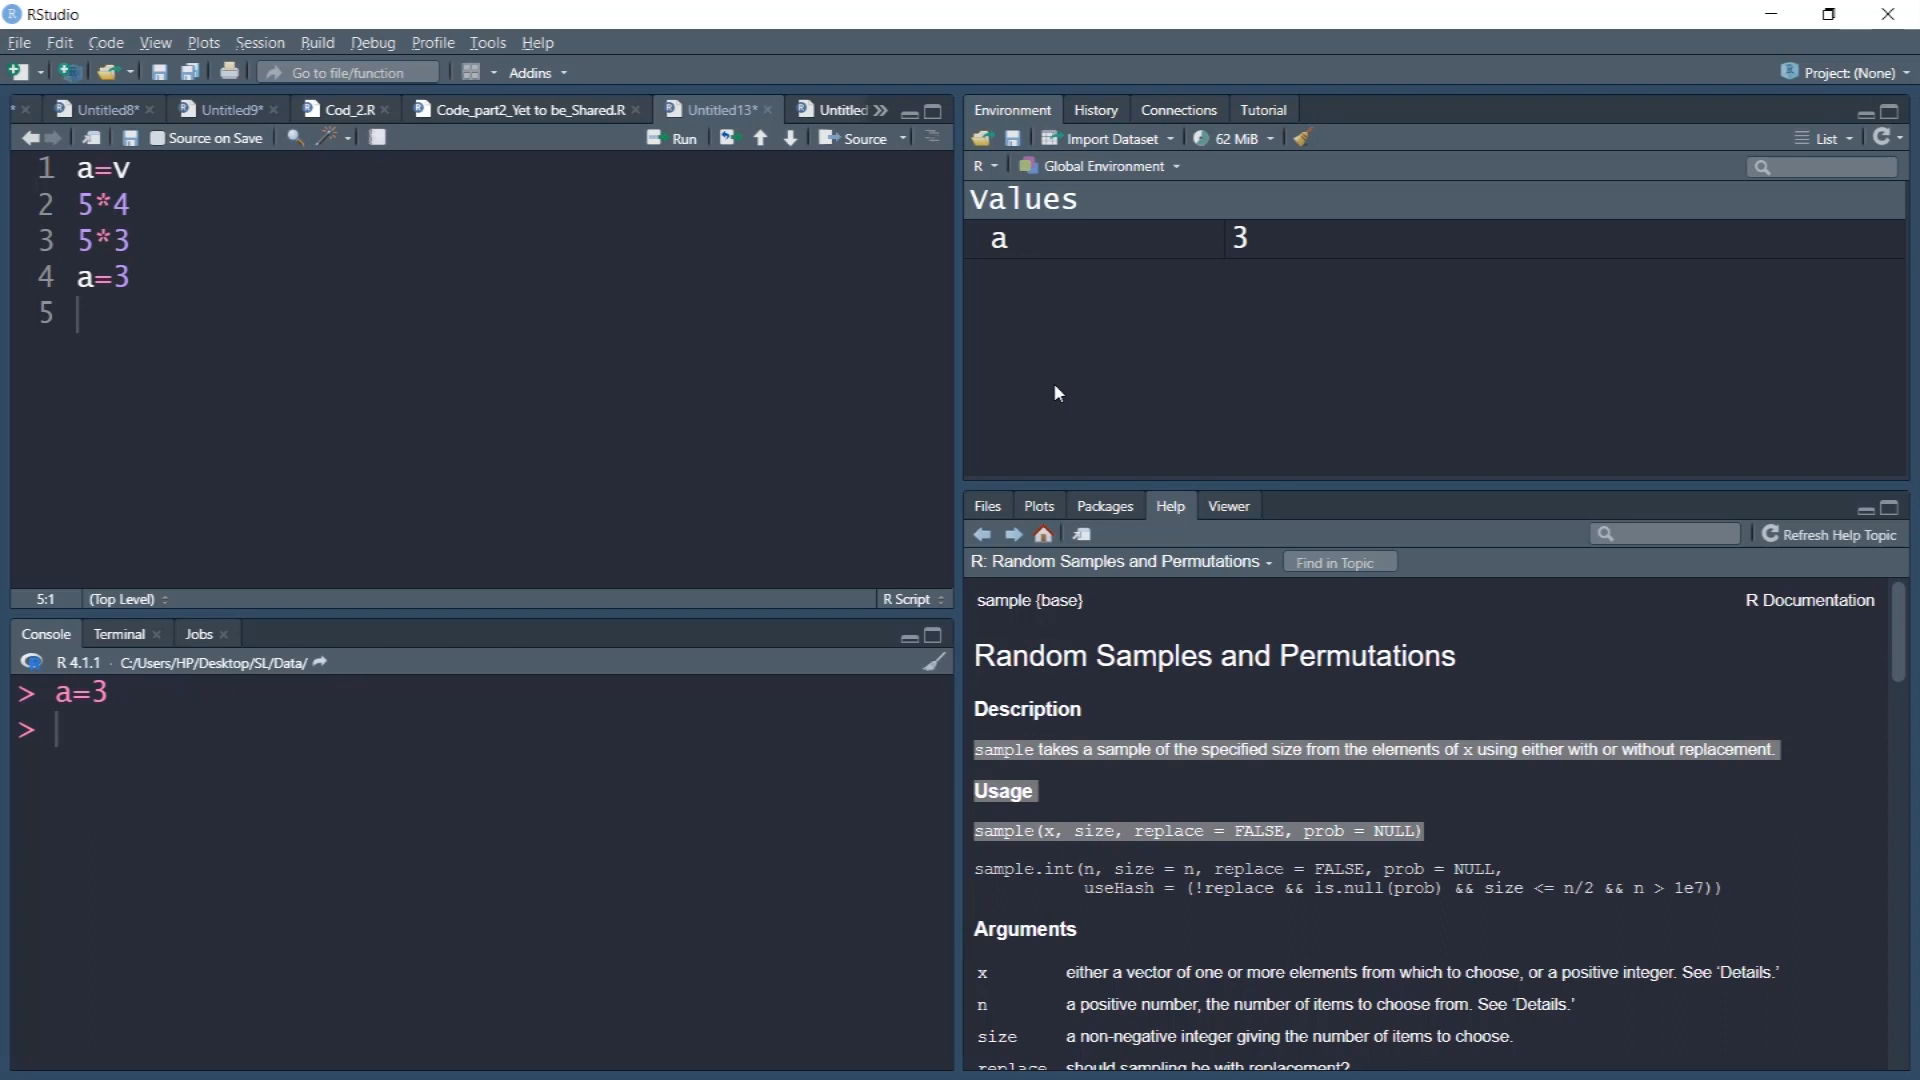 RStudio
File Edit Code View Plots Session Build Debug Profile Tools Help
Go to file/function Addins Project: (None)
* Untitled8* Untitled9* Cod_2.R Code_part2_Yet to be_Shared.R Untitled13* Untitled
Source on Save Run Source
1 a=v
2 5*4
3 5*3
4 a=3
5
5:1 (Top Level) R Script
Console Terminal Jobs
R 4.1.1 · C:/Users/HP/Desktop/SL/Data/
> a=3
>
Environment History Connections Tutorial
Import Dataset 62 MiB List
R Global Environment
Values
a 3
Files Plots Packages Help Viewer
Refresh Help Topic
R: Random Samples and Permutations Find in Topic
sample {base} R Documentation
Random Samples and Permutations
Description
sample takes a sample of the specified size from the elements of x using either with or without replacement.
Usage
sample(x, size, replace = FALSE, prob = NULL)
sample.int(n, size = n, replace = FALSE, prob = NULL,
useHash = (!replace && is.null(prob) && size <= n/2 && n > 1e7))
Arguments
x either a vector of one or more elements from which to choose, or a positive integer. See ‘Details.’
n a positive number, the number of items to choose from. See ‘Details.’
size a non-negative integer giving the number of items to choose.
replace should sampling be with replacement?